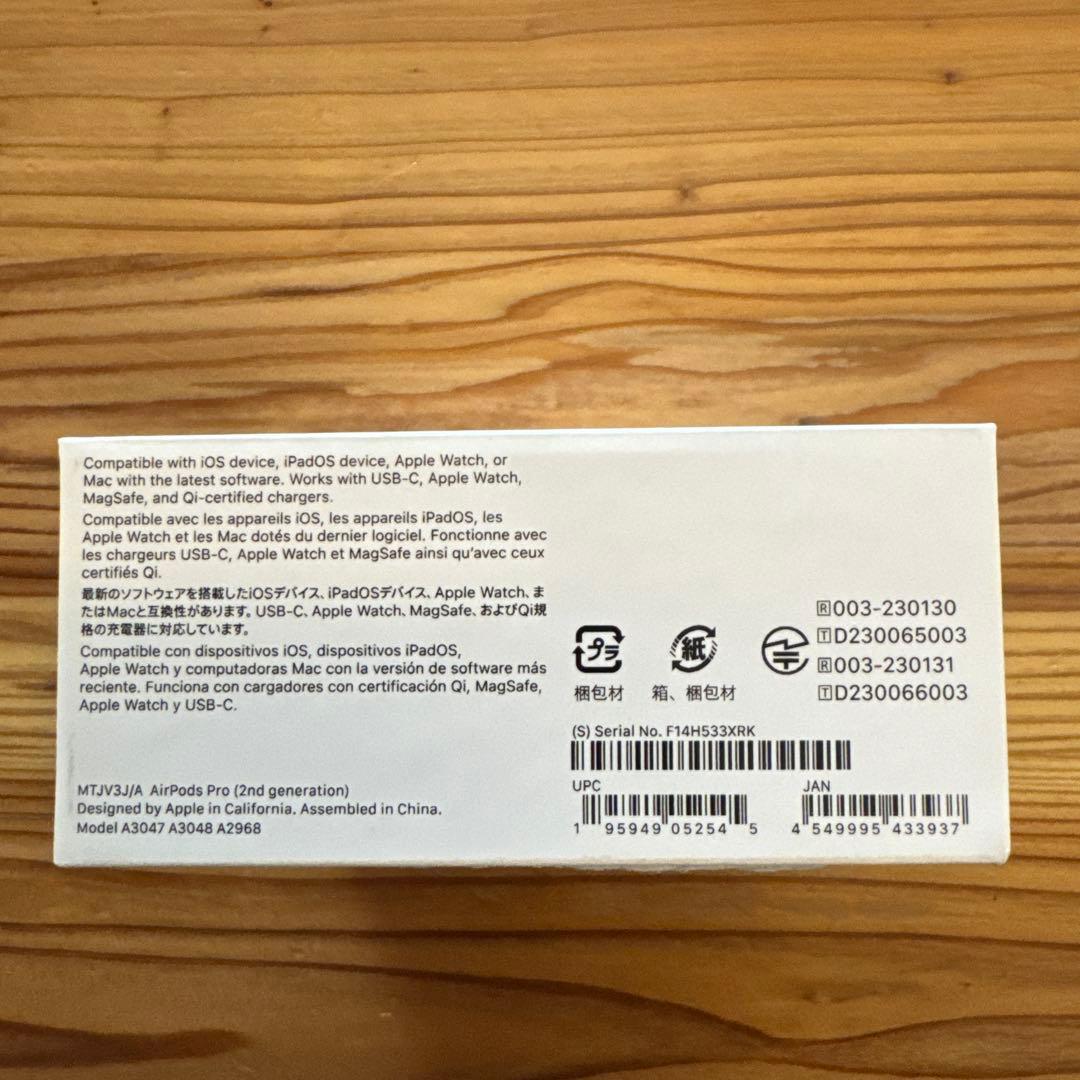 Compatible with iOS device, iPadOS device, Apple Watch, or
Mac with the latest software. Works with USB-C, Apple Watch,
MagSafe, and Qi-certified chargers.
Compatible avec les appareils iOS, les appareils iPadOS, les
Apple Watch et les Mac dotés du dernier logiciel. Fonctionne avec
les chargeurs USB-C, Apple Watch et MagSafe ainsi qu'avec ceux
certifiés Qi.
最新のソフトウェアを搭載したiOSデバイス、iPadOSデバイス、Apple Watch、ま
たはMacと互換性があります。USB-C、Apple Watch、MagSafe、およびQi規
格の充電器に対応しています。
Compatible con dispositivos iOS, dispositivos iPadOS,
Apple Watch y computadoras Mac con la versión de software más
reciente. Funciona con cargadores con certificación Qi, MagSafe,
Apple Watch y USB-C.
MTJV3J/A AirPods Pro (2nd generation)
Designed by Apple in California. Assembled in China.
Model A3047 A3048 A2968
プラ
梱包材
紙
箱、梱包材
R 003-230130
T D230065003
R 003-230131
T D230066003
(S) Serial No. F14H533XRK
UPC
1 95949 05254 5
JAN
4 549995 433937